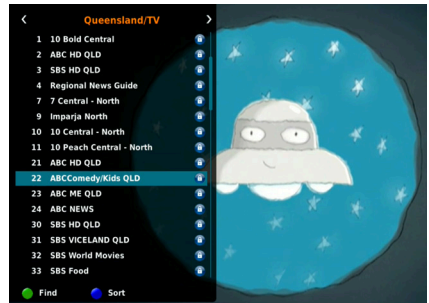 Queensland/TV
1 10 Bold Central
2 ABC HD QLD
3 SBS HD QLD
4 Regional News Guide
7 7 Central - North
9 Imparja North
10 10 Central - North
11 10 Peach Central - North
21 ABC HD QLD
22 ABCComedy/Kids QLD
23 ABC ME QLD
24 ABC NEWS
30 SBS HD QLD
31 SBS VICELAND QLD
32 SBS World Movies
33 SBS Food
Find Sort